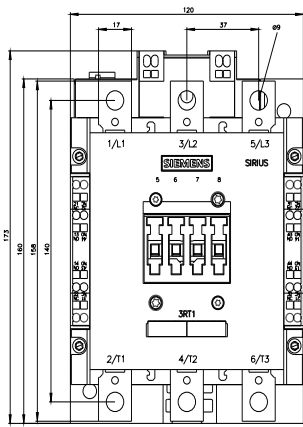 120
17 37 ø9
1/L1 3/L2 5/L3
SIEMENS SIRIUS
5 6 7 8
173 160 158 140
3RT1
2/T1 4/T2 6/T3